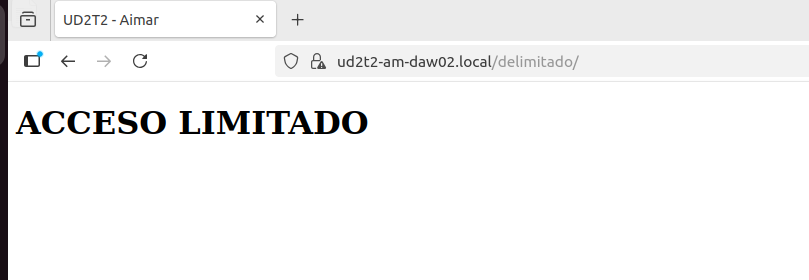 UD2T2 - Aimar
ud2t2-am-daw02.local/delimitado/
ACCESO LIMITADO